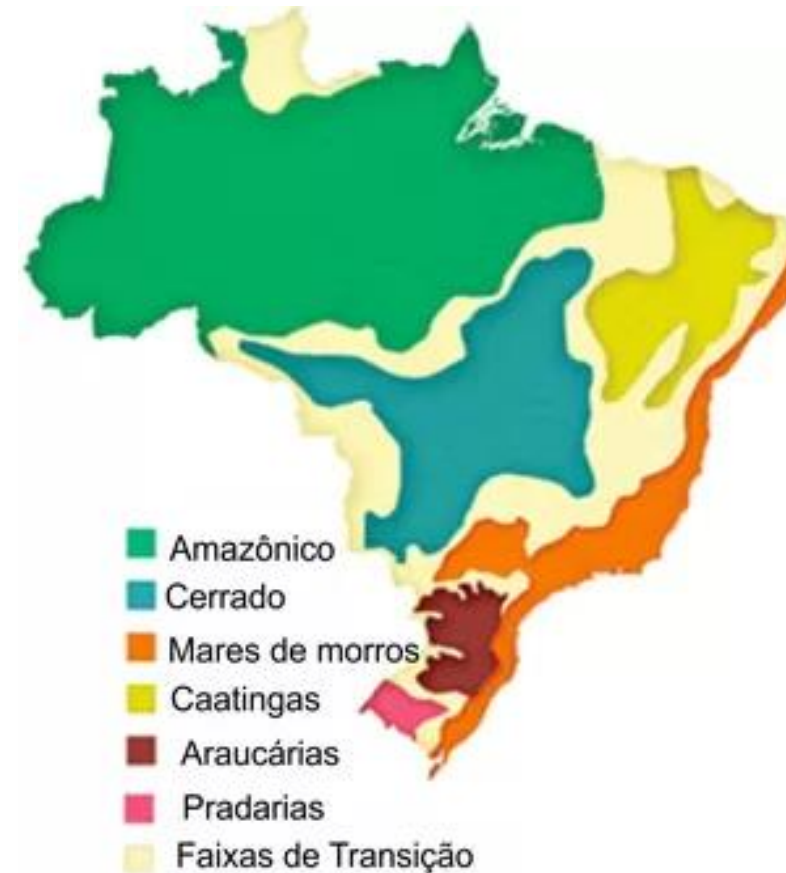 Amazônico
Cerrado
Mares de morros
Caatingas
Araucárias
Pradarias
Faixas de Transição